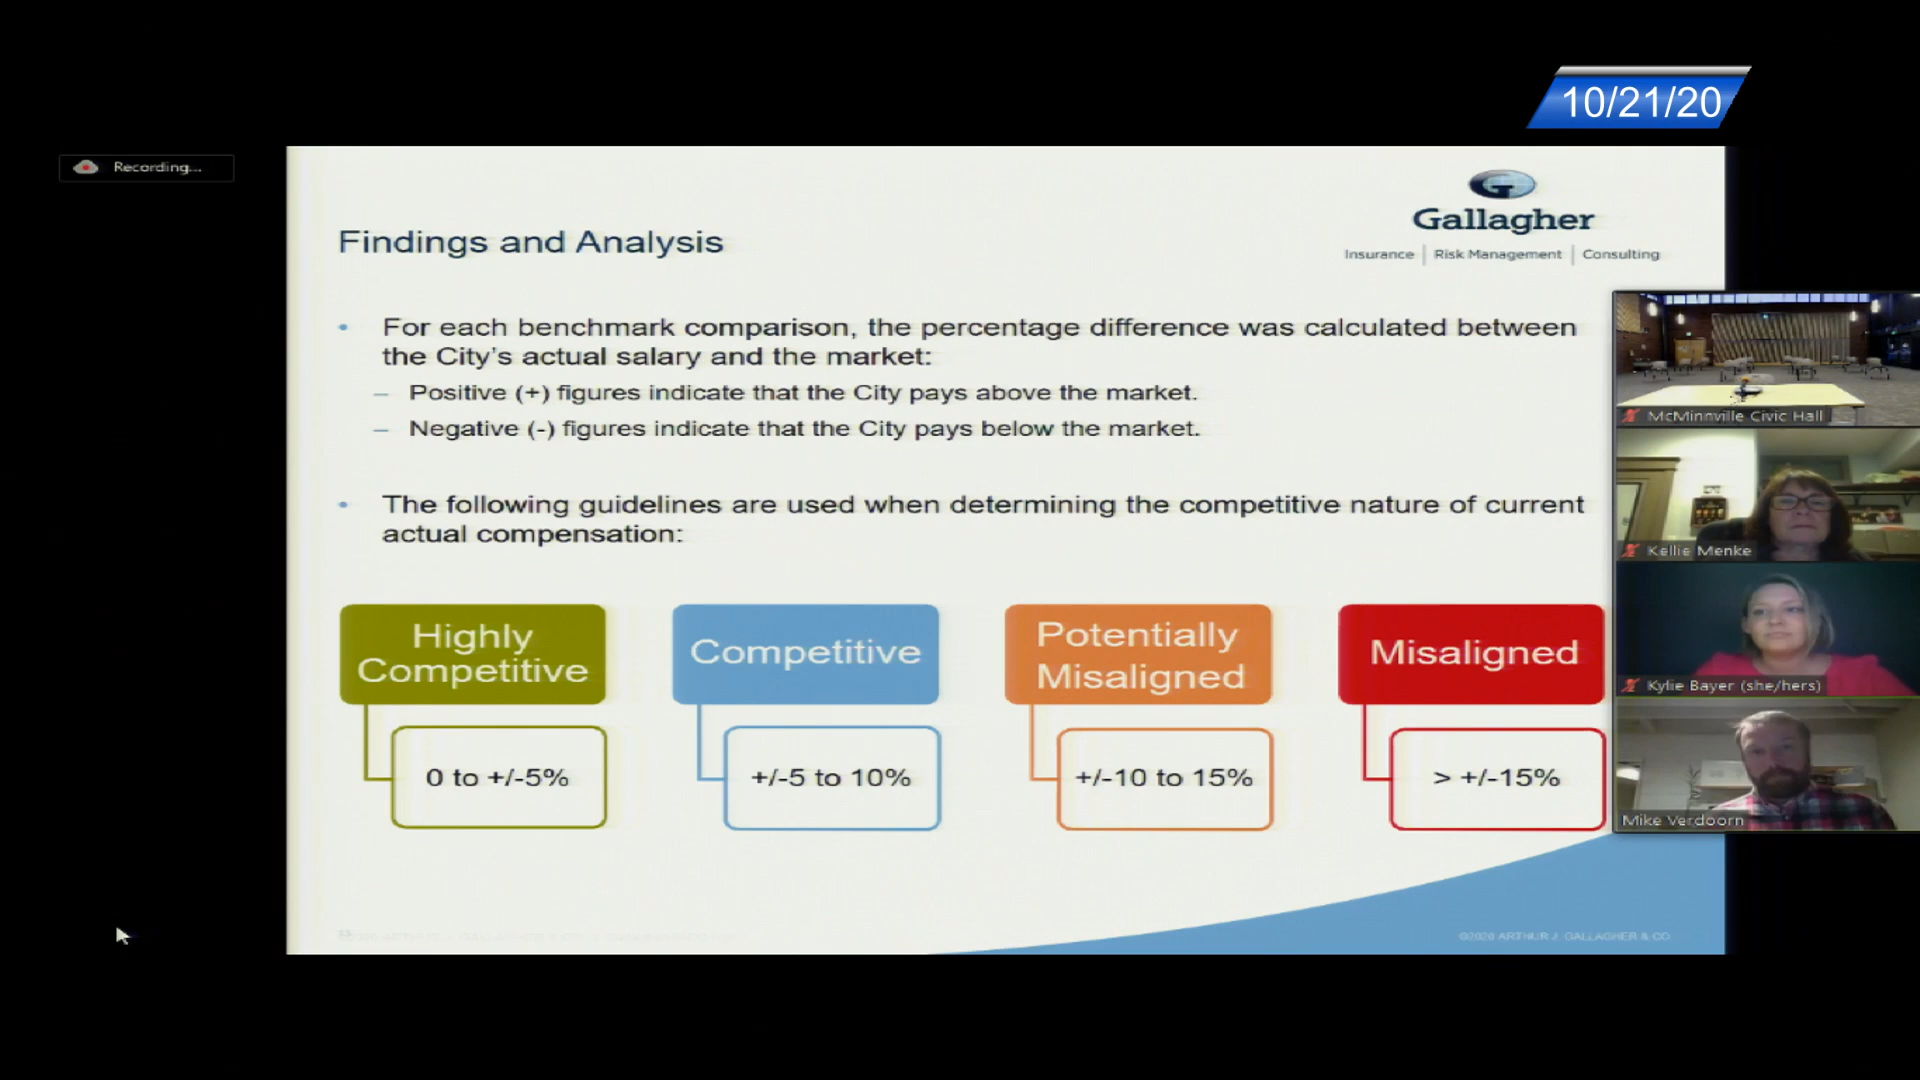 10/21/20
Recording...
Gallagher
Insurance | Risk Management | Consulting
Findings and Analysis
• For each benchmark comparison, the percentage difference was calculated between
the City's actual salary and the market:
– Positive (+) figures indicate that the City pays above the market.
– Negative (-) figures indicate that the City pays below the market.
• The following guidelines are used when determining the competitive nature of current
actual compensation:
Highly
Competitive
0 to +/-5%
Competitive
+/-5 to 10%
Potentially
Misaligned
+/-10 to 15%
Misaligned
> +/-15%
McMinnville Civic Hall
Kellie Menke
Kylie Bayer (she/hers)
Mike Verdoorn
©2020 ARTHUR J. GALLAGHER & CO.